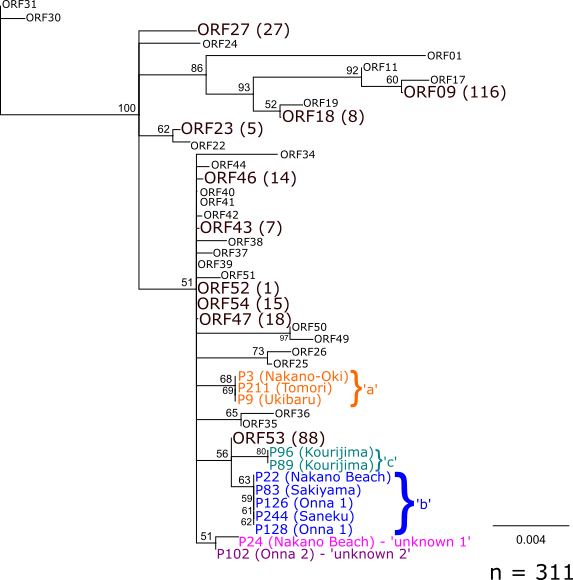 ORF31
ORF30
ORF27 (27)
ORF24
ORF01
86
ORF11
92
ORF17
60
ORF09 (116)
93
ORF19
52
ORF18 (8)
100
ORF23 (5)
62
ORF22
ORF34
ORF44
ORF46 (14)
ORF40
ORF41
ORF42
ORF43 (7)
ORF38
ORF37
ORF39
ORF51
51
ORF52 (1)
ORF54 (15)
ORF47 (18)
ORF50
97
ORF49
73
ORF26
ORF25
68
P3 (Nakano-Oki)
69
P211 (Tomori)
'a'
P9 (Ukibaru)
65
ORF36
ORF35
ORF53 (88)
56
80
P96 (Kourijima)
P89 (Kourijima)
'c'
63
P22 (Nakano Beach)
P83 (Sakiyama)
59
P126 (Onna 1)
'b'
61
P244 (Saneku)
62
P128 (Onna 1)
51
P24 (Nakano Beach) - 'unknown 1'
P102 (Onna 2) - 'unknown 2'
0.004
n = 311